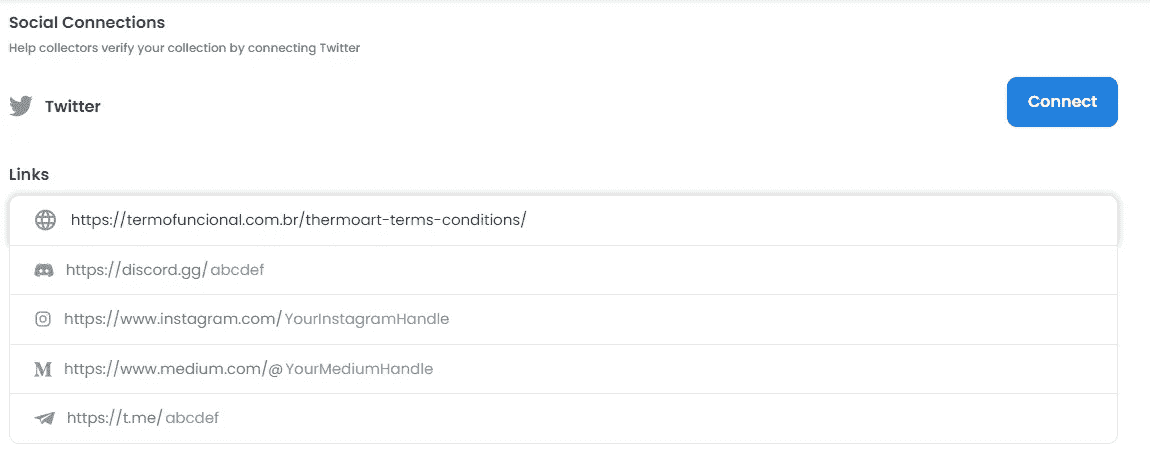 Social Connections
Help collectors verify your collection by connecting Twitter
Twitter
Connect
Links
https://termofuncional.com.br/thermoart-terms-conditions/
https://discord.gg/abcdef
https://www.instagram.com/YourInstagramHandle
https://www.medium.com/@YourMediumHandle
https://t.me/abcdef